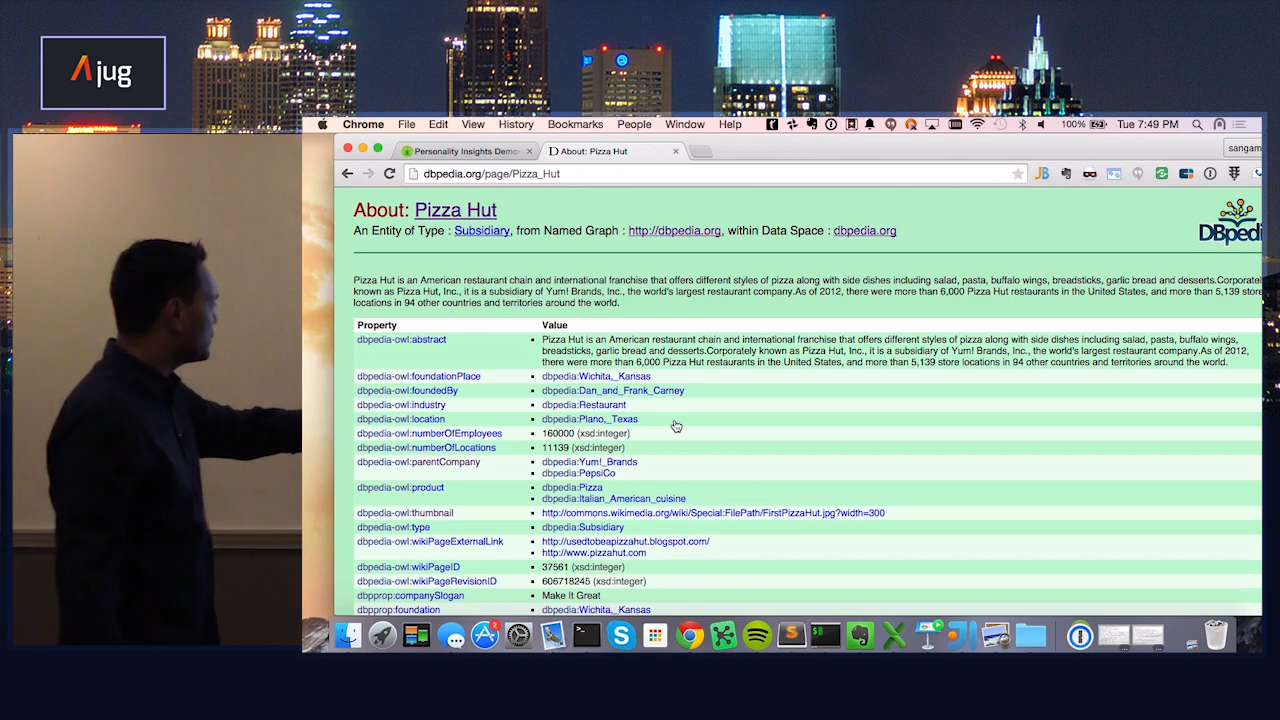 jug
Chrome File Edit View History Bookmarks People Window Help 100% Tue 7:49 PM
Personality Insights Demo
About: Pizza Hut
sangam
dbpedia.org/page/Pizza_Hut
About: Pizza Hut
An Entity of Type : Subsidiary, from Named Graph : http://dbpedia.org, within Data Space : dbpedia.org
DBpedi
Pizza Hut is an American restaurant chain and international franchise that offers different styles of pizza along with side dishes including salad, pasta, buffalo wings, breadsticks, garlic bread and desserts.Corporatel
known as Pizza Hut, Inc., it is a subsidiary of Yum! Brands, Inc., the world's largest restaurant company.As of 2012, there were more than 6,000 Pizza Hut restaurants in the United States, and more than 5,139 store
locations in 94 other countries and territories around the world.
Property Value
dbpedia-owl:abstract Pizza Hut is an American restaurant chain and international franchise that offers different styles of pizza along with side dishes including salad, pasta, buffalo wings,
breadsticks, garlic bread and desserts.Corporately known as Pizza Hut, Inc., it is a subsidiary of Yum! Brands, Inc., the world's largest restaurant company.As of 2012,
there were more than 6,000 Pizza Hut restaurants in the United States, and more than 5,139 store locations in 94 other countries and territories around the world.
dbpedia-owl:foundationPlace dbpedia:Wichita,_Kansas
dbpedia-owl:foundedBy dbpedia:Dan_and_Frank_Carney
dbpedia-owl:industry dbpedia:Restaurant
dbpedia-owl:location dbpedia:Plano,_Texas
dbpedia-owl:numberOfEmployees 160000 (xsd:integer)
dbpedia-owl:numberOfLocations 11139 (xsd:integer)
dbpedia-owl:parentCompany dbpedia:Yum!_Brands
dbpedia:PepsiCo
dbpedia-owl:product dbpedia:Pizza
dbpedia:Italian_American_cuisine
dbpedia-owl:thumbnail http://commons.wikimedia.org/wiki/Special:FilePath/FirstPizzaHut.jpg?width=300
dbpedia-owl:type dbpedia:Subsidiary
dbpedia-owl:wikiPageExternalLink http://usedtobeapizzahut.blogspot.com/
http://www.pizzahut.com
dbpedia-owl:wikiPageID 37561 (xsd:integer)
dbpedia-owl:wikiPageRevisionID 606718245 (xsd:integer)
dbpprop:companySlogan Make It Great
dbpprop:foundation dbpedia:Wichita,_Kansas